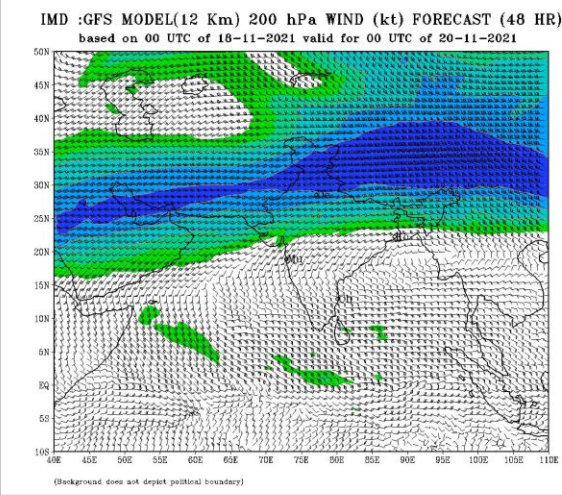 IMD :GFS MODEL(12 Km) 200 hPa WIND (kt) FORECAST (48 HR)
based on 00 UTC of 18-11-2021 valid for 00 UTC of 20-11-2021
50N
45N
40N
35N
30N
25N
20N
15N
10N
5N
EQ
5S
10S
Mu
40E 45E 50E 55E 60E 65E 70E 75E 80E 85E 90E 95E 100E 105E 110E
(Background does not depict political boundary)